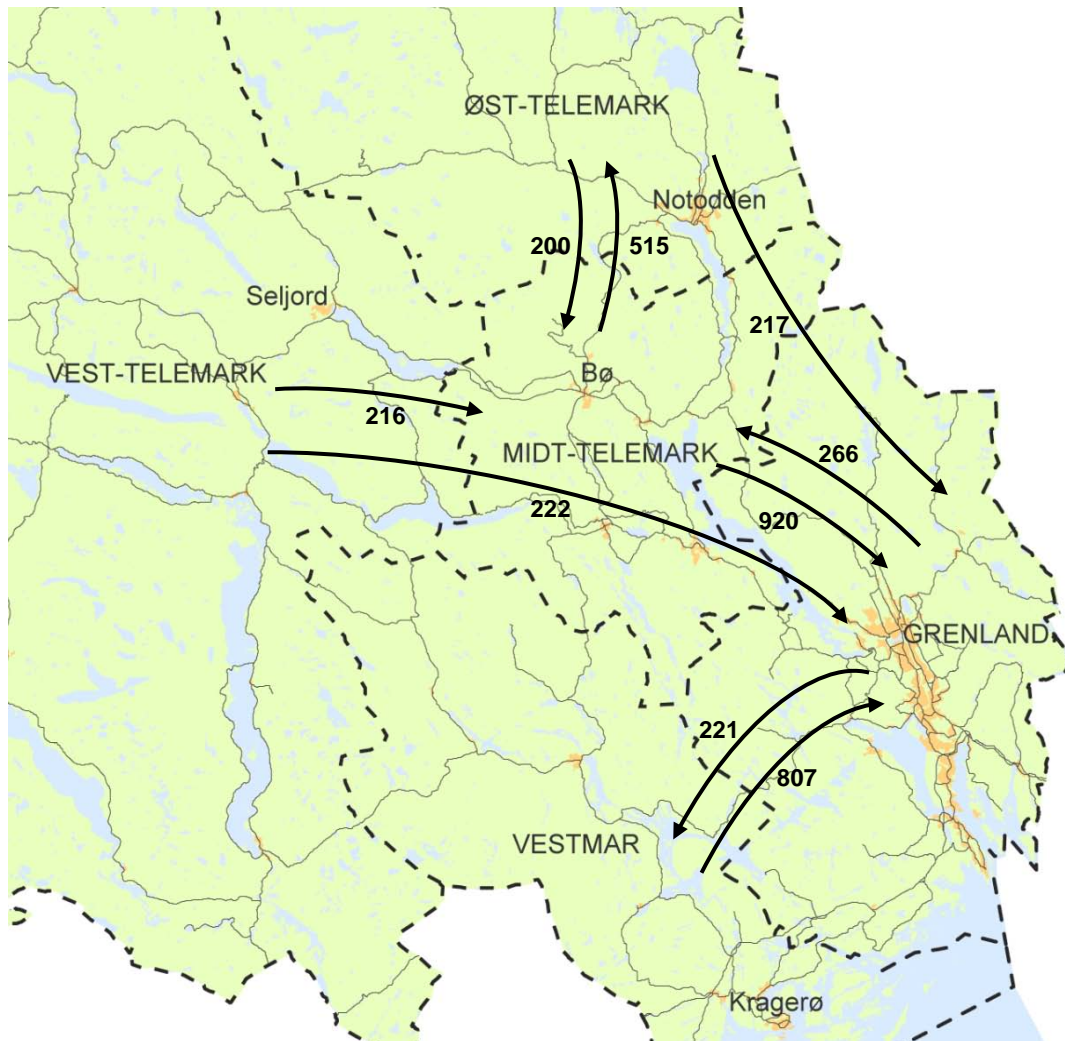 ØST-TELEMARK
Notodden
200
515
Seljord
217
VEST-TELEMARK
Bø
216
MIDT-TELEMARK
266
222
920
GRENLAND
221
807
VESTMAR
Kragerø